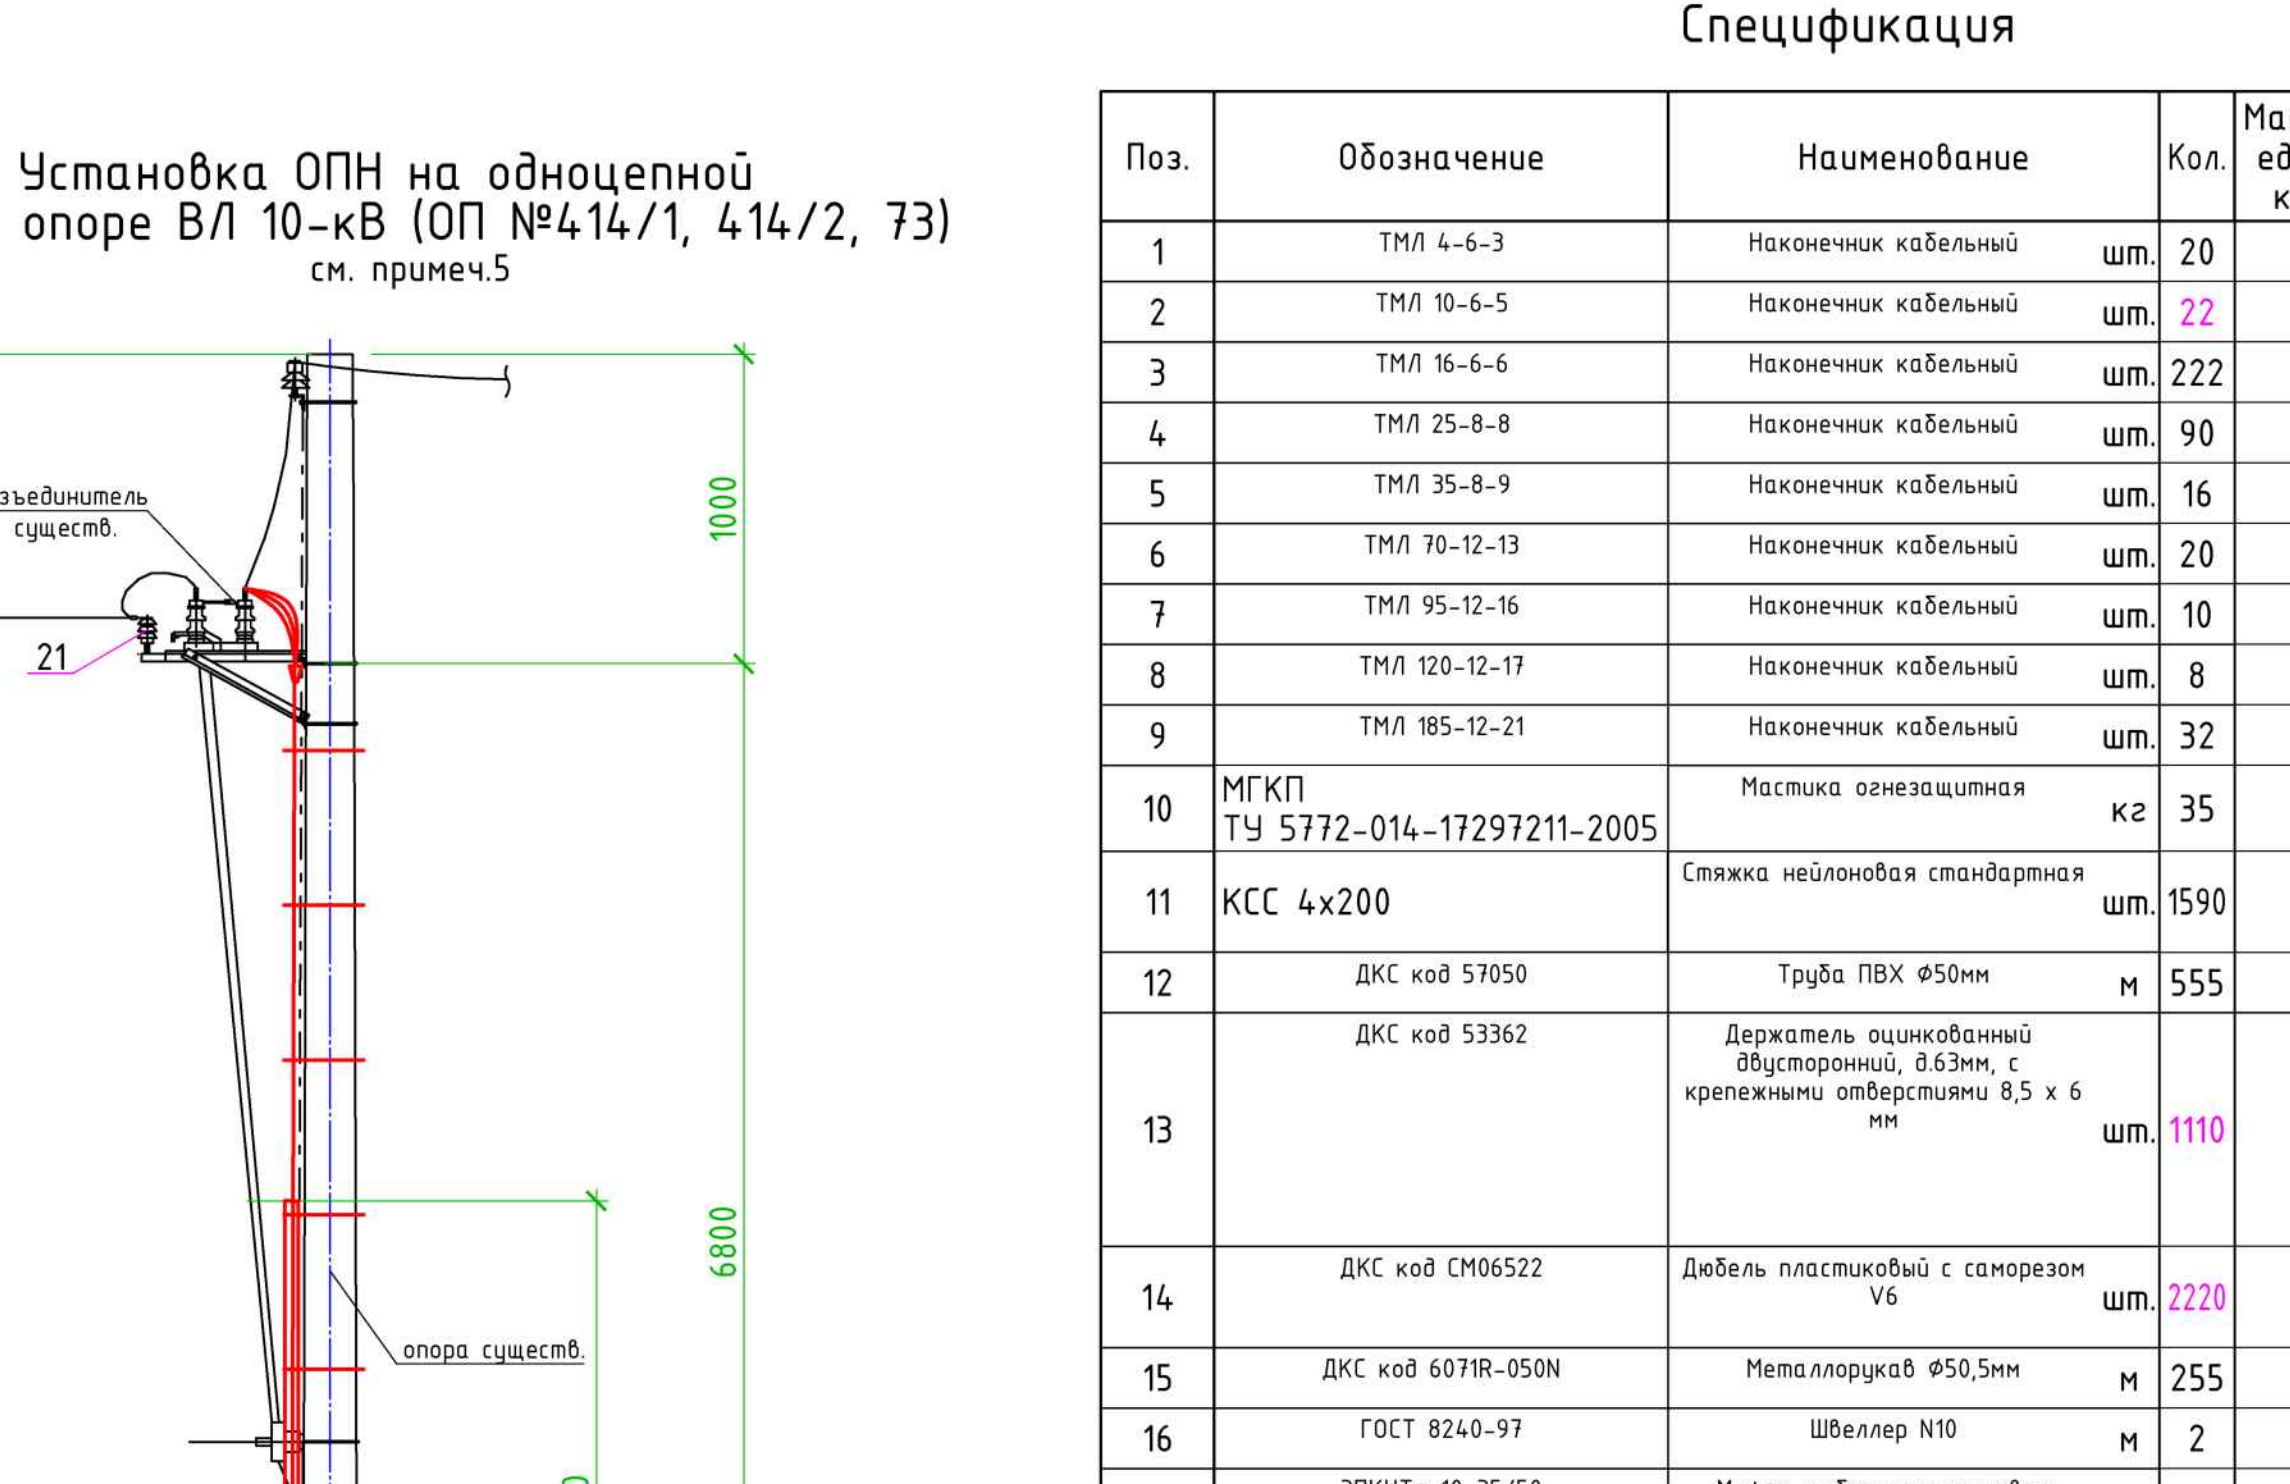 Спецификация
Установка ОПН на одноцепной
опоре ВЛ 10-кВ (ОП №414/1, 414/2, 73)
см. примеч.5
зъединитель
существ.
21
1000
6800
опора существ.
Поз. Обозначение Наименование Кол.
1 ТМЛ 4-6-3 Наконечник кабельный шт. 20
2 ТМЛ 10-6-5 Наконечник кабельный шт. 22
3 ТМЛ 16-6-6 Наконечник кабельный шт. 222
4 ТМЛ 25-8-8 Наконечник кабельный шт. 90
5 ТМЛ 35-8-9 Наконечник кабельный шт. 16
6 ТМЛ 70-12-13 Наконечник кабельный шт. 20
7 ТМЛ 95-12-16 Наконечник кабельный шт. 10
8 ТМЛ 120-12-17 Наконечник кабельный шт. 8
9 ТМЛ 185-12-21 Наконечник кабельный шт. 32
10 МГКП
ТУ 5772-014-17297211-2005 Мастика огнезащитная кг 35
11 КСС 4х200 Стяжка нейлоновая стандартная шт. 1590
12 ДКС код 57050 Труба ПВХ Ø50мм м 555
13 ДКС код 53362 Держатель оцинкованный
двусторонний, д.63мм, с
крепежными отверстиями 8,5 х 6
мм шт. 1110
14 ДКС код СМ06522 Дюбель пластиковый с саморезом
V6 шт. 2220
15 ДКС код 6071R-050N Металлорукав Ø50,5мм м 255
16 ГОСТ 8240-97 Швеллер N10 м 2